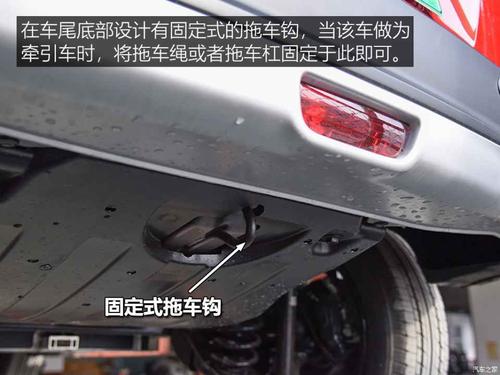 在车尾底部设计有固定式的拖车钩，当该车做为
牵引车时，将拖车绳或者拖车杠固定于此即可。
固定式拖车钩
汽车之家